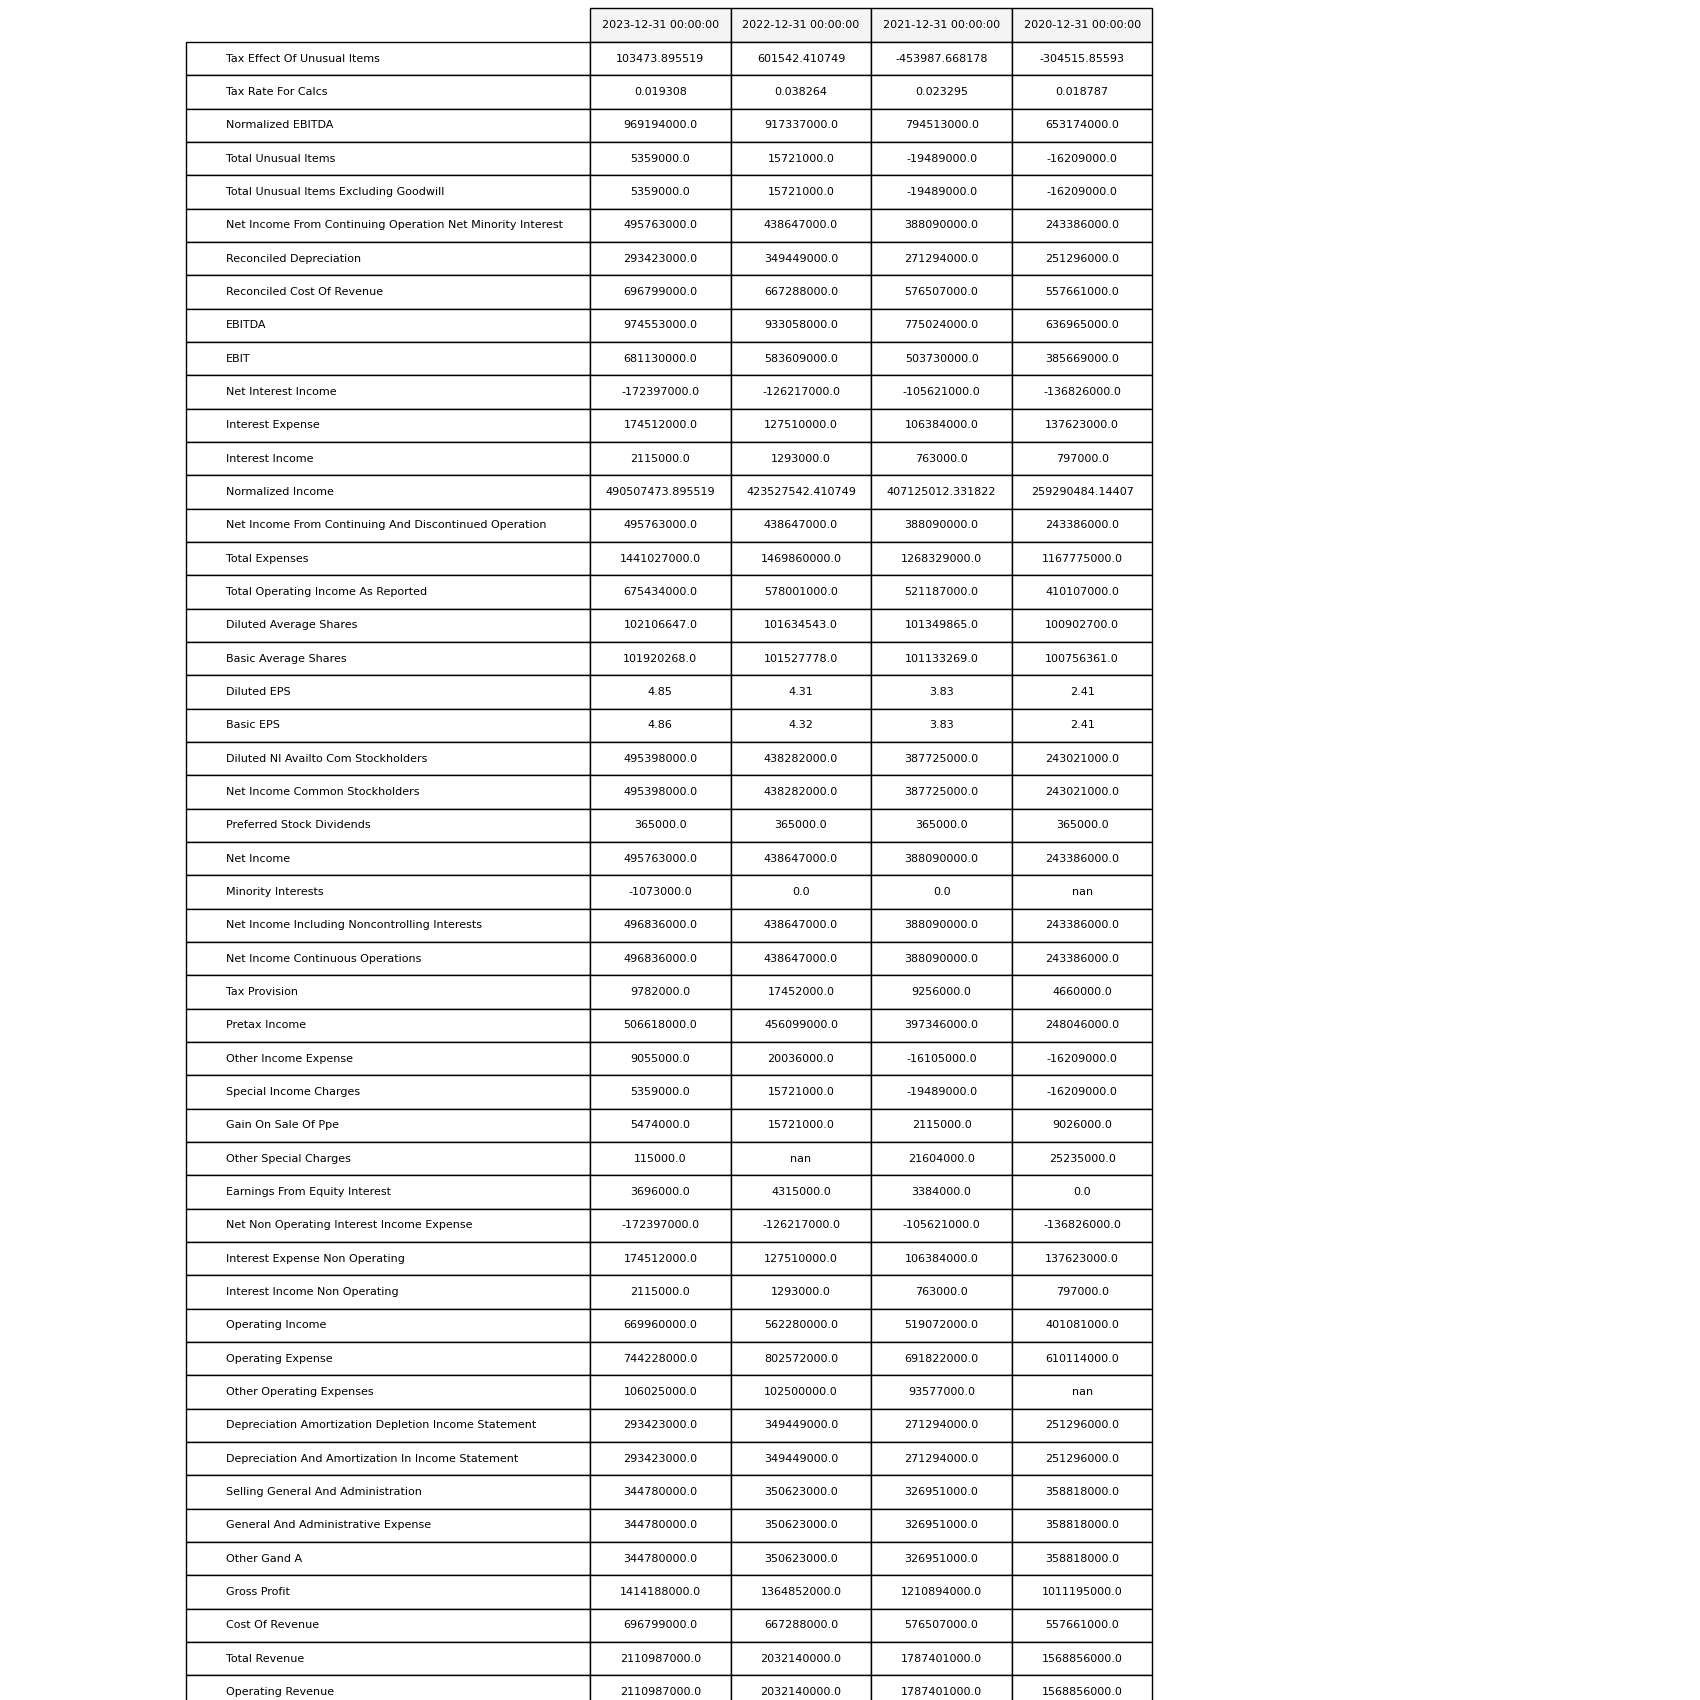 2023-12-31 00:00:00 2022-12-31 00:00:00 2021-12-31 00:00:00 2020-12-31 00:00:00
Tax Effect Of Unusual Items 103473.895519 601542.410749 -453987.668178 -304515.85593
Tax Rate For Calcs 0.019308 0.038264 0.023295 0.018787
Normalized EBITDA 969194000.0 917337000.0 794513000.0 653174000.0
Total Unusual Items 5359000.0 15721000.0 -19489000.0 -16209000.0
Total Unusual Items Excluding Goodwill 5359000.0 15721000.0 -19489000.0 -16209000.0
Net Income From Continuing Operation Net Minority Interest 495763000.0 438647000.0 388090000.0 243386000.0
Reconciled Depreciation 293423000.0 349449000.0 271294000.0 251296000.0
Reconciled Cost Of Revenue 696799000.0 667288000.0 576507000.0 557661000.0
EBITDA 974553000.0 933058000.0 775024000.0 636965000.0
EBIT 681130000.0 583609000.0 503730000.0 385669000.0
Net Interest Income -172397000.0 -126217000.0 -105621000.0 -136826000.0
Interest Expense 174512000.0 127510000.0 106384000.0 137623000.0
Interest Income 2115000.0 1293000.0 763000.0 797000.0
Normalized Income 490507473.895519 423527542.410749 407125012.331822 259290484.14407
Net Income From Continuing And Discontinued Operation 495763000.0 438647000.0 388090000.0 243386000.0
Total Expenses 1441027000.0 1469860000.0 1268329000.0 1167775000.0
Total Operating Income As Reported 675434000.0 578001000.0 521187000.0 410107000.0
Diluted Average Shares 102106647.0 101634543.0 101349865.0 100902700.0
Basic Average Shares 101920268.0 101527778.0 101133269.0 100756361.0
Diluted EPS 4.85 4.31 3.83 2.41
Basic EPS 4.86 4.32 3.83 2.41
Diluted NI Availto Com Stockholders 495398000.0 438282000.0 387725000.0 243021000.0
Net Income Common Stockholders 495398000.0 438282000.0 387725000.0 243021000.0
Preferred Stock Dividends 365000.0 365000.0 365000.0 365000.0
Net Income 495763000.0 438647000.0 388090000.0 243386000.0
Minority Interests -1073000.0 0.0 0.0 nan
Net Income Including Noncontrolling Interests 496836000.0 438647000.0 388090000.0 243386000.0
Net Income Continuous Operations 496836000.0 438647000.0 388090000.0 243386000.0
Tax Provision 9782000.0 17452000.0 9256000.0 4660000.0
Pretax Income 506618000.0 456099000.0 397346000.0 248046000.0
Other Income Expense 9055000.0 20036000.0 -16105000.0 -16209000.0
Special Income Charges 5359000.0 15721000.0 -19489000.0 -16209000.0
Gain On Sale Of Ppe 5474000.0 15721000.0 2115000.0 9026000.0
Other Special Charges 115000.0 nan 21604000.0 25235000.0
Earnings From Equity Interest 3696000.0 4315000.0 3384000.0 0.0
Net Non Operating Interest Income Expense -172397000.0 -126217000.0 -105621000.0 -136826000.0
Interest Expense Non Operating 174512000.0 127510000.0 106384000.0 137623000.0
Interest Income Non Operating 2115000.0 1293000.0 763000.0 797000.0
Operating Income 669960000.0 562280000.0 519072000.0 401081000.0
Operating Expense 744228000.0 802572000.0 691822000.0 610114000.0
Other Operating Expenses 106025000.0 102500000.0 93577000.0 nan
Depreciation Amortization Depletion Income Statement 293423000.0 349449000.0 271294000.0 251296000.0
Depreciation And Amortization In Income Statement 293423000.0 349449000.0 271294000.0 251296000.0
Selling General And Administration 344780000.0 350623000.0 326951000.0 358818000.0
General And Administrative Expense 344780000.0 350623000.0 326951000.0 358818000.0
Other Gand A 344780000.0 350623000.0 326951000.0 358818000.0
Gross Profit 1414188000.0 1364852000.0 1210894000.0 1011195000.0
Cost Of Revenue 696799000.0 667288000.0 576507000.0 557661000.0
Total Revenue 2110987000.0 2032140000.0 1787401000.0 1568856000.0
Operating Revenue 2110987000.0 2032140000.0 1787401000.0 1568856000.0